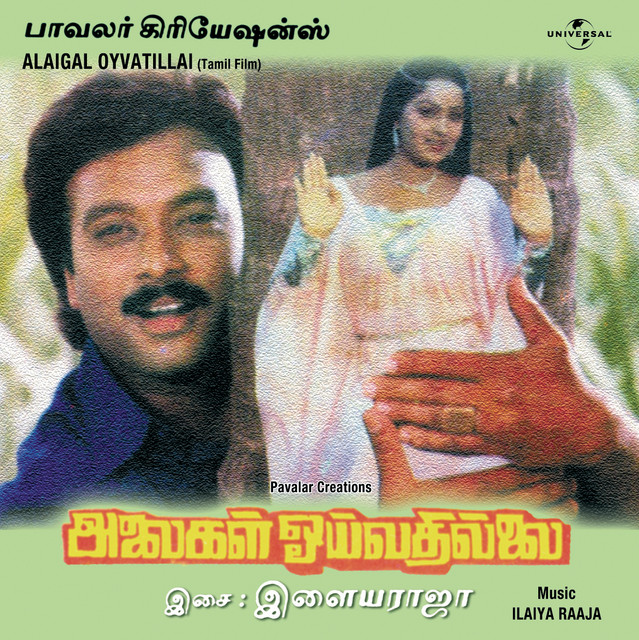 பாவலர் கிரியேஷன்ஸ்
UNIVERSAL
ALAIGAL OYVATILLAI (Tamil Film)
Pavalar Creations
அலைகள் ஓய்வதில்லை
இசை : இளையராஜா
Music
ILAIYA RAAJA